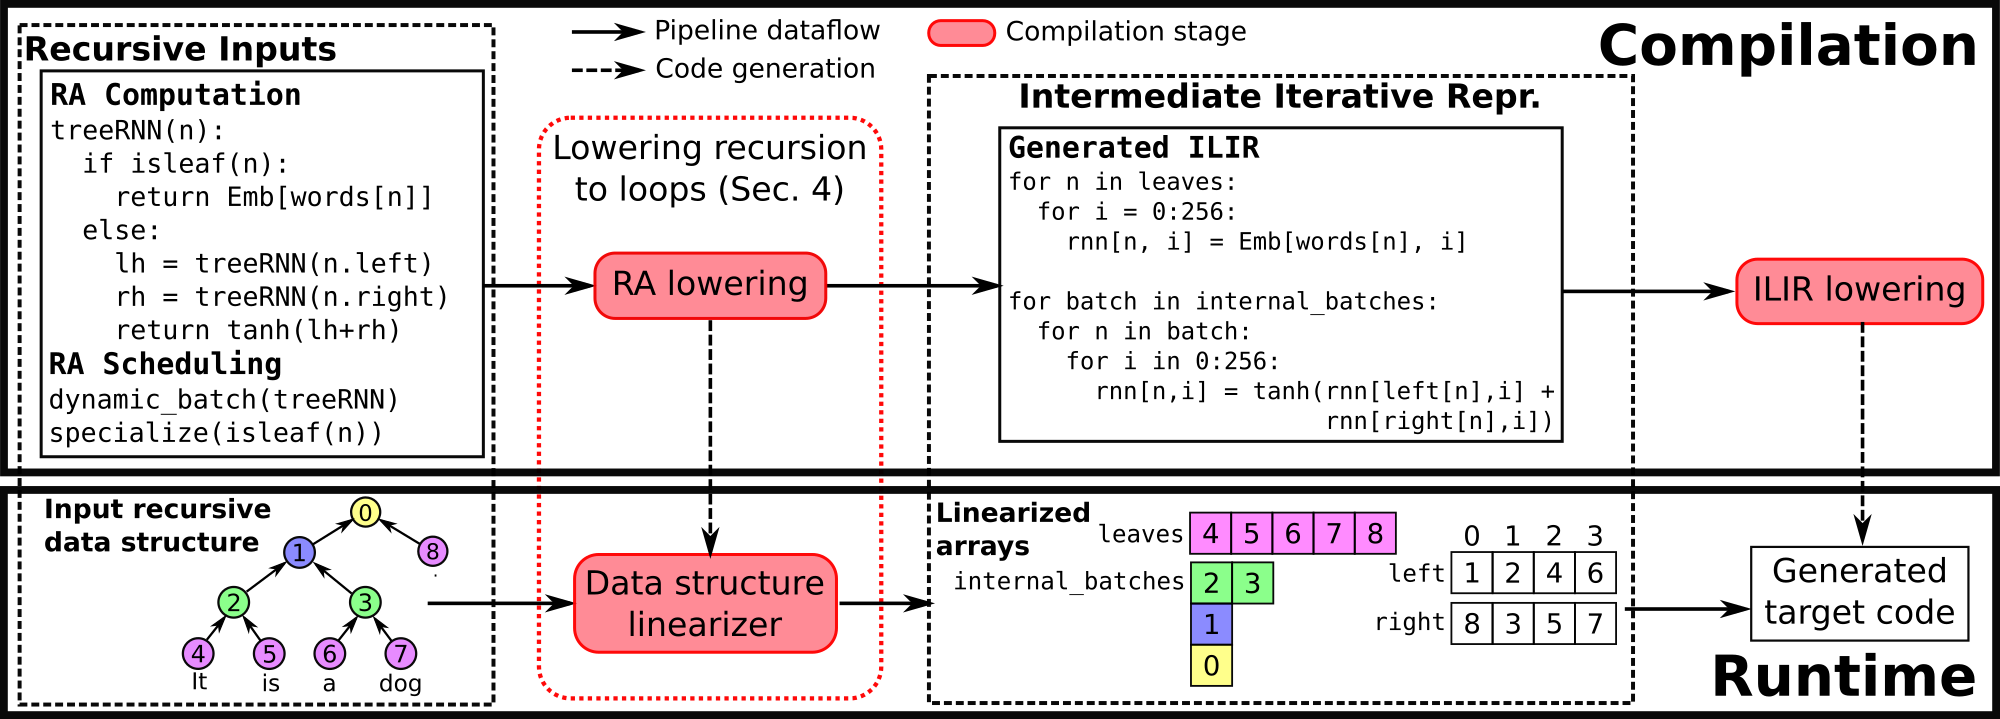 Pipeline dataflow
Code generation
Compilation stage
Compilation
Recursive Inputs
RA Computation
treeRNN(n):
  if isleaf(n):
    return Emb[words[n]]
  else:
    lh = treeRNN(n.left)
    rh = treeRNN(n.right)
    return tanh(lh+rh)
RA Scheduling
dynamic_batch(treeRNN)
specialize(isleaf(n))
Lowering recursion
to loops (Sec. 4)
RA lowering
Intermediate Iterative Repr.
Generated ILIR
for n in leaves:
  for i = 0:256:
    rnn[n, i] = Emb[words[n], i]
for batch in internal_batches:
  for n in batch:
    for i in 0:256:
      rnn[n,i] = tanh(rnn[left[n],i] +
                      rnn[right[n],i])
ILIR lowering
Input recursive
data structure
0
1
8
.
2
3
4
5
6
7
It
is
a
dog
Data structure
linearizer
Linearized
arrays
leaves 4 5 6 7 8
internal_batches 2 3
1
0
0 1 2 3
left 1 2 4 6
right 8 3 5 7
Generated
target code
Runtime